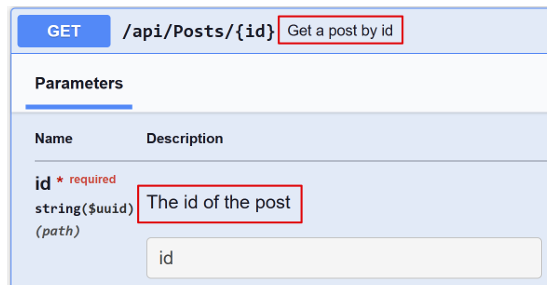 GET /api/Posts/{id} Get a post by id
Parameters
Name Description
id * required
string($uuid)
(path)
The id of the post
id